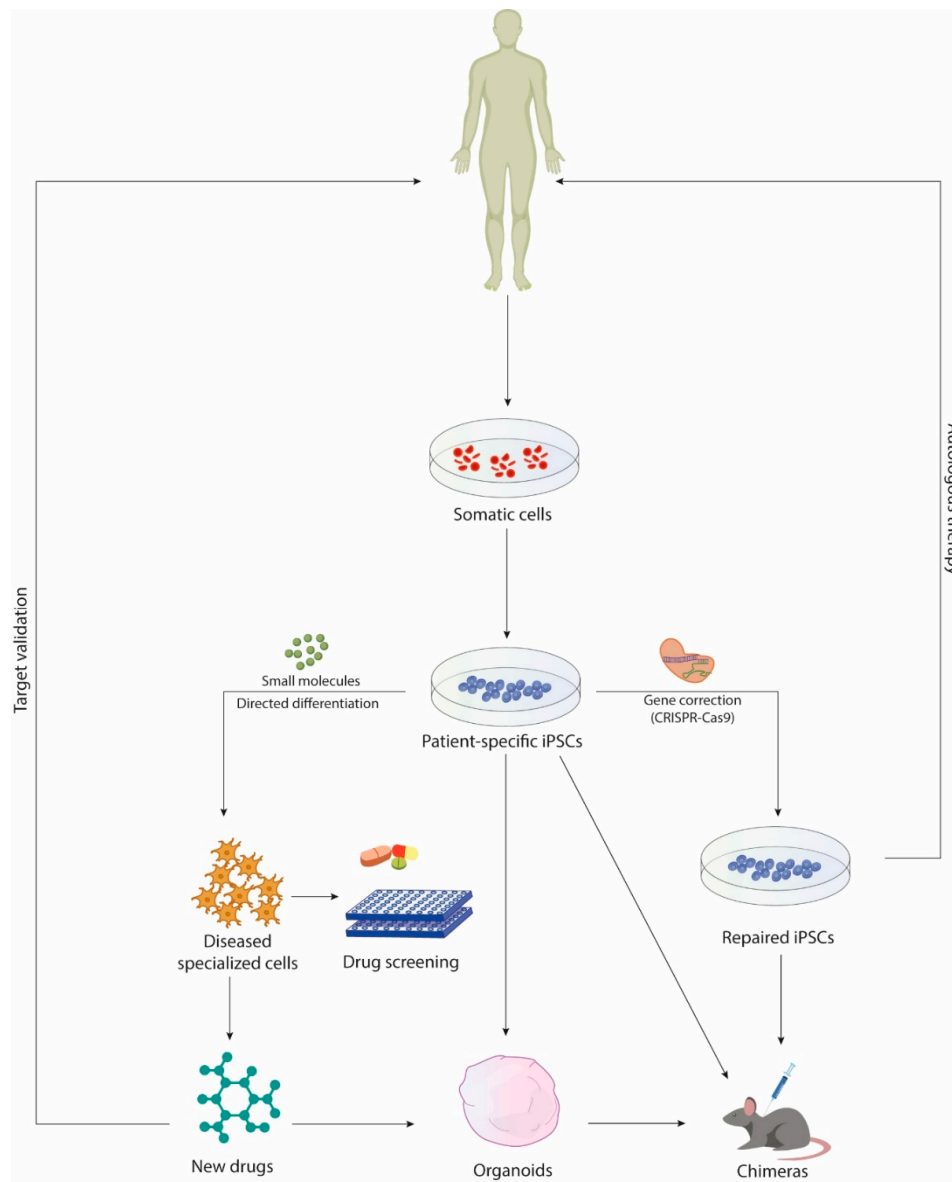 Somatic cells
Target validation
Autologous therapy
Small molecules
Directed differentiation
Gene correction
(CRISPR-Cas9)
Patient-specific iPSCs
Diseased
specialized cells
Drug screening
Repaired iPSCs
New drugs
Organoids
Chimeras